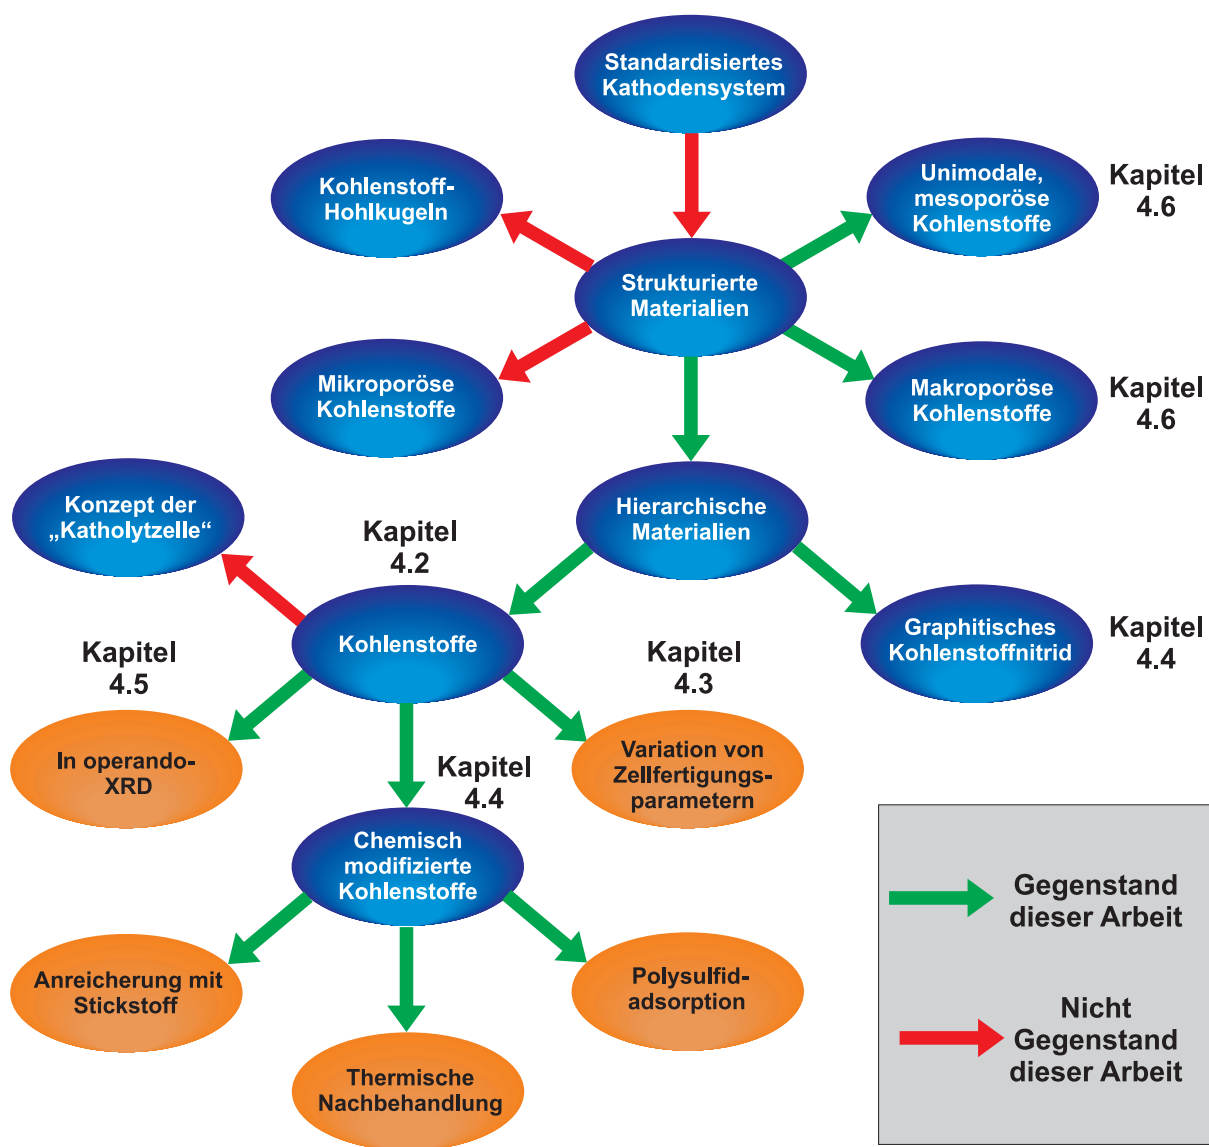 Standardisiertes
Kathodensystem
Kohlenstoff-
Hohlkugeln
Unimodale,
mesoporöse
Kohlenstoffe
Kapitel
4.6
Strukturierte
Materialien
Mikroporöse
Kohlenstoffe
Makroporöse
Kohlenstoffe
Kapitel
4.6
Konzept der
„Katholytzelle“
Hierarchische
Materialien
Kapitel
4.2
Kohlenstoffe
Graphitisches
Kohlenstoffnitrid
Kapitel
4.4
Kapitel
4.5
Kapitel
4.3
In operando-
XRD
Variation von
Zellfertigungs-
parametern
Kapitel
4.4
Chemisch
modifizierte
Kohlenstoffe
Anreicherung mit
Stickstoff
Polysulfid-
adsorption
Thermische
Nachbehandlung
Gegenstand
dieser Arbeit
Nicht
Gegenstand
dieser Arbeit